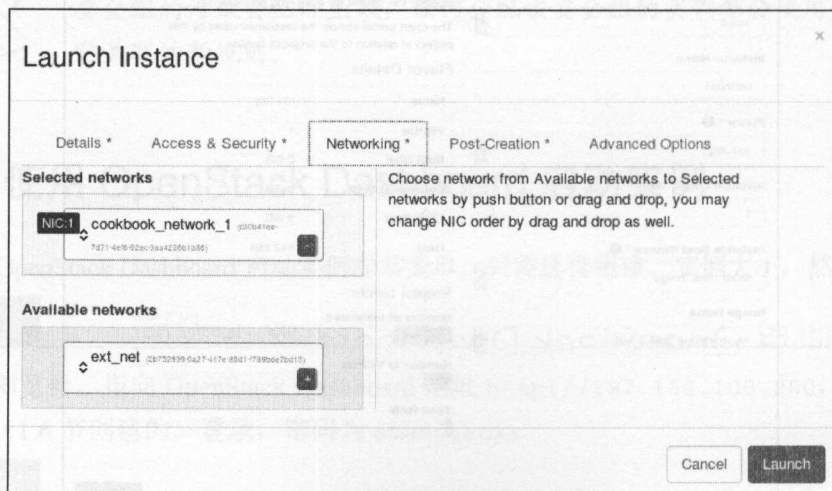 Launch Instance
×
Details *
Access & Security *
Networking *
Post-Creation *
Advanced Options
Selected networks
NIC:1
cookbook_network_1
Choose network from Available networks to Selected
networks by push button or drag and drop, you may
change NIC order by drag and drop as well.
Available networks
ext_net
Cancel
Launch